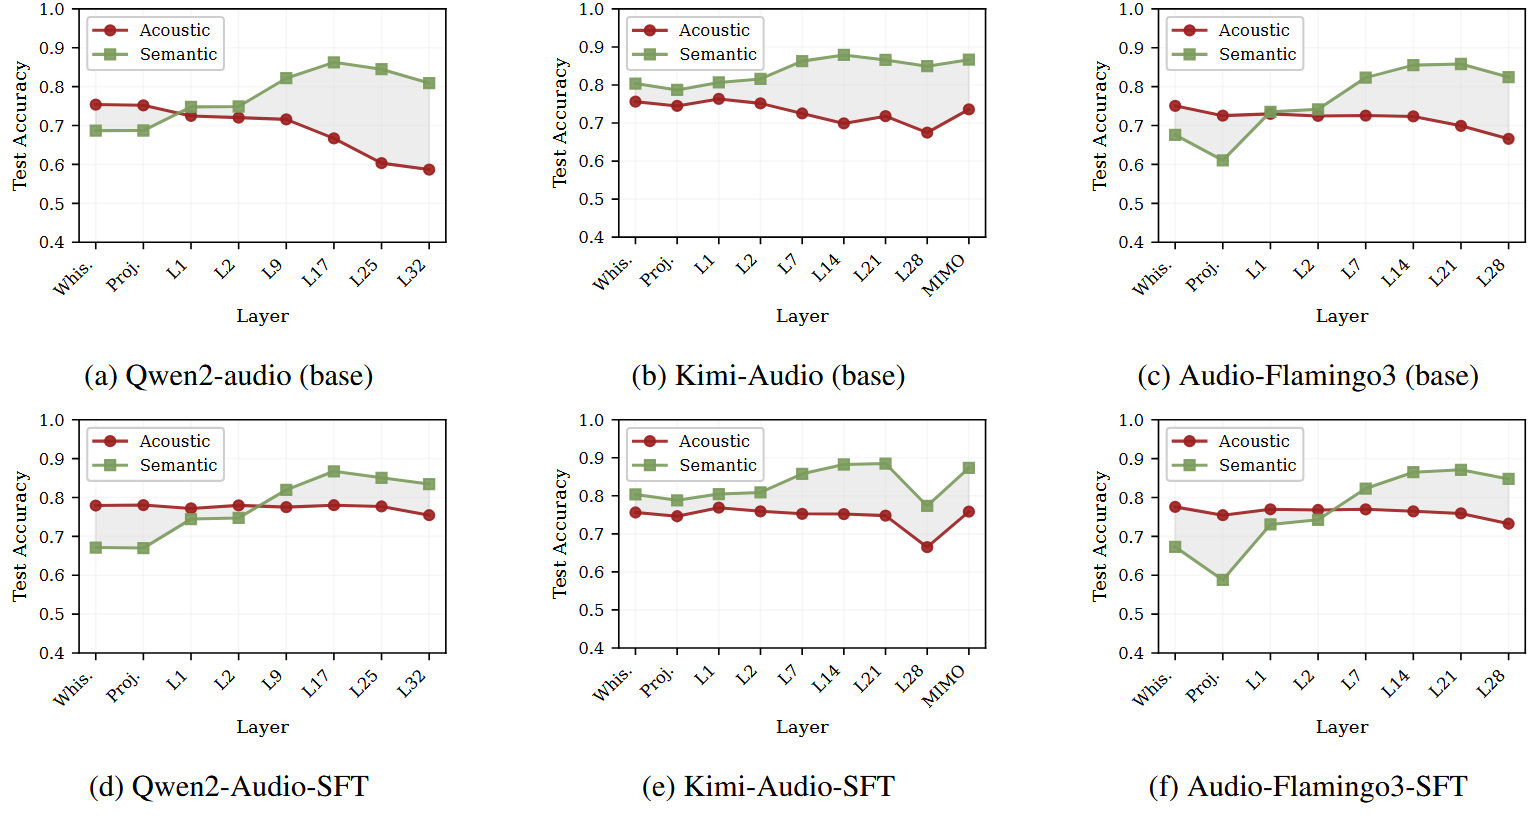 1.0
0.9
0.8
0.7
0.6
0.5
0.4
Test Accuracy
Acoustic
Semantic
Whis.
Proj.
L1
L2
L9
L17
L25
L32
Layer
(a) Qwen2-audio (base)
1.0
0.9
0.8
0.7
0.6
0.5
0.4
Test Accuracy
Acoustic
Semantic
Whis.
Proj.
L1
L2
L7
L14
L21
L28
MIMO
Layer
(b) Kimi-Audio (base)
1.0
0.9
0.8
0.7
0.6
0.5
0.4
Test Accuracy
Acoustic
Semantic
Whis.
Proj.
L1
L2
L7
L14
L21
L28
Layer
(c) Audio-Flamingo3 (base)
1.0
0.9
0.8
0.7
0.6
0.5
0.4
Test Accuracy
Acoustic
Semantic
Whis.
Proj.
L1
L2
L9
L17
L25
L32
Layer
(d) Qwen2-Audio-SFT
1.0
0.9
0.8
0.7
0.6
0.5
0.4
Test Accuracy
Acoustic
Semantic
Whis.
Proj.
L1
L2
L7
L14
L21
L28
MIMO
Layer
(e) Kimi-Audio-SFT
1.0
0.9
0.8
0.7
0.6
0.5
0.4
Test Accuracy
Acoustic
Semantic
Whis.
Proj.
L1
L2
L7
L14
L21
L28
Layer
(f) Audio-Flamingo3-SFT